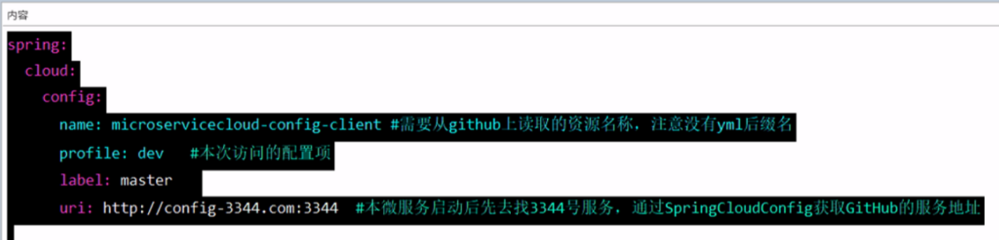 内容
spring:
  cloud:
    config:
      name: microservicecloud-config-client #需要从github上读取的资源名称，注意没有yml后缀名
      profile: dev   #本次访问的配置项
      label: master
      uri: http://config-3344.com:3344  #本微服务启动后先去找3344号服务，通过SpringCloudConfig获取GitHub的服务地址